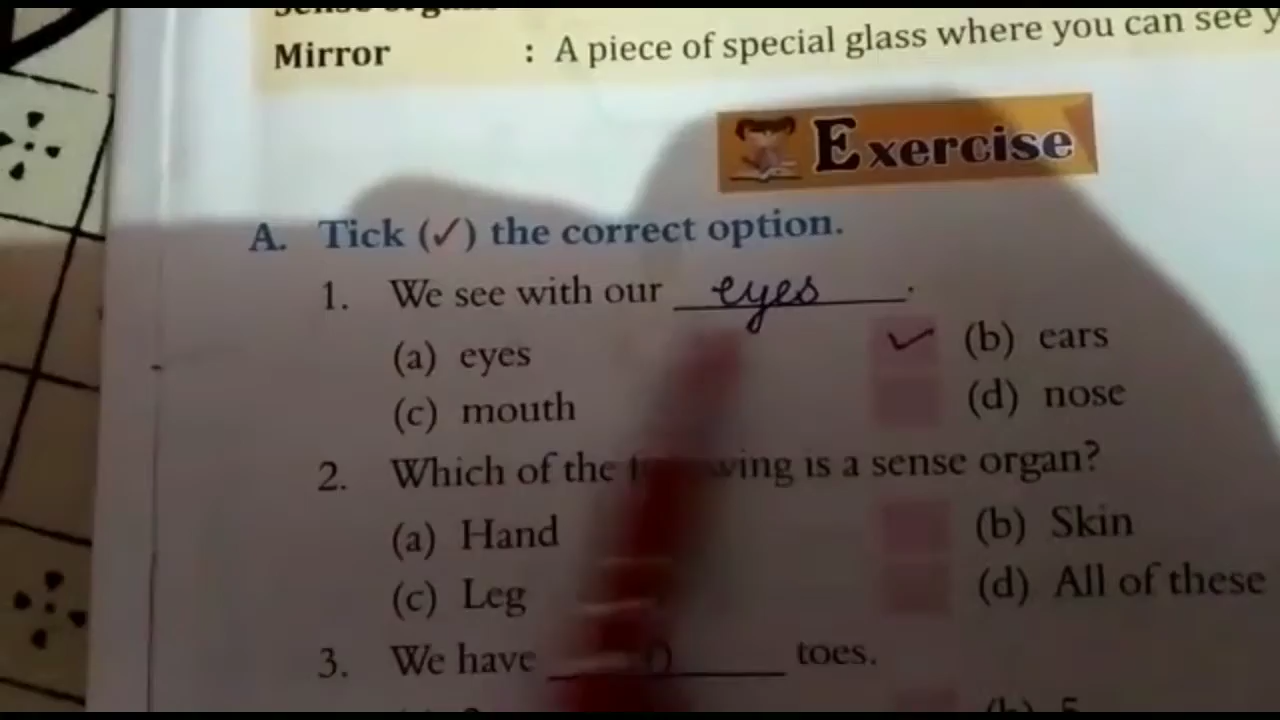 Mirror : A piece of special glass where you can see
Exercise
A. Tick (✓) the correct option.
1. We see with our eyes.
(a) eyes ✓ (b) ears
(c) mouth (d) nose
2. Which of the is a sense organ?
(a) Hand (b) Skin
(c) Leg (d) All of these
3. We have toes.